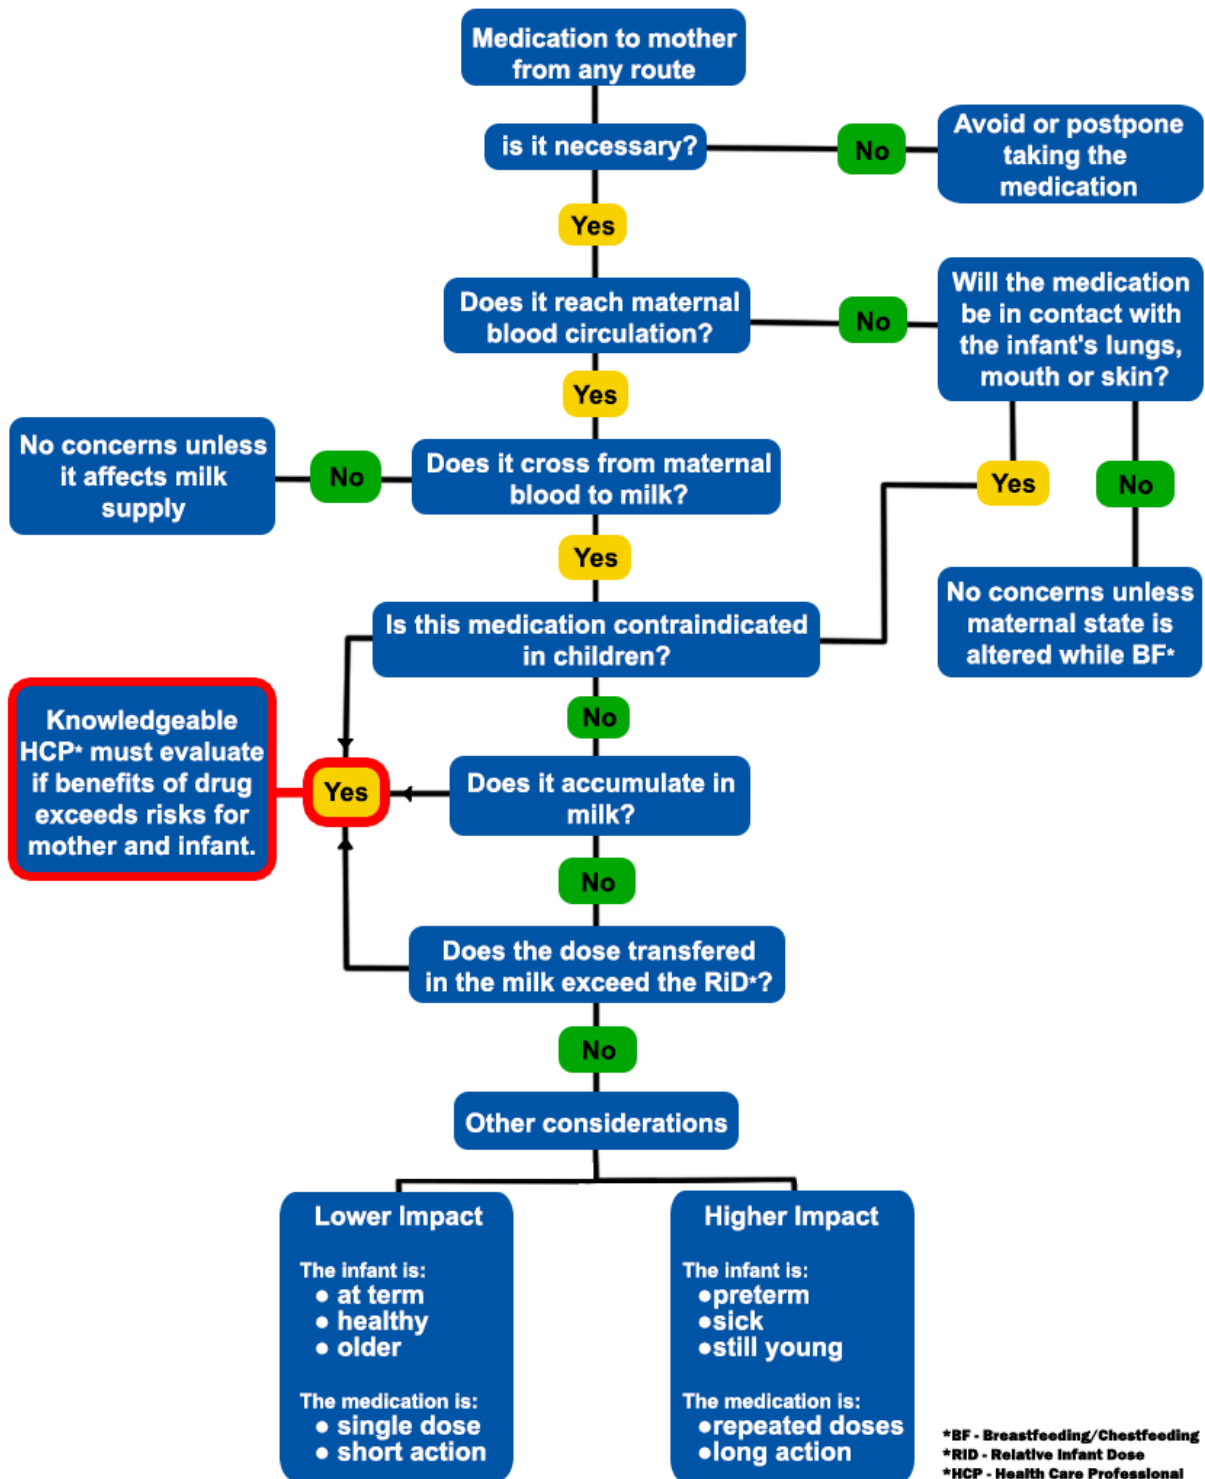 Medication to mother
from any route
is it necessary?
No
Avoid or postpone
taking the
medication
Yes
Does it reach maternal
blood circulation?
No
Will the medication
be in contact with
the infant's lungs,
mouth or skin?
Yes
No concerns unless
it affects milk
supply
No
Does it cross from maternal
blood to milk?
Yes
No
Yes
No concerns unless
maternal state is
altered while BF*
Is this medication contraindicated
in children?
No
Knowledgeable
HCP* must evaluate
if benefits of drug
exceeds risks for
mother and infant.
Yes
Does it accumulate in
milk?
No
Does the dose transfered
in the milk exceed the RiD*?
No
Other considerations
Lower Impact
The infant is:
● at term
● healthy
● older
The medication is:
● single dose
● short action
Higher Impact
The infant is:
●preterm
●sick
●still young
The medication is:
●repeated doses
●long action
*BF - Breastfeeding/Chestfeeding
*RID - Relative Infant Dose
*HCP - Health Care Professional